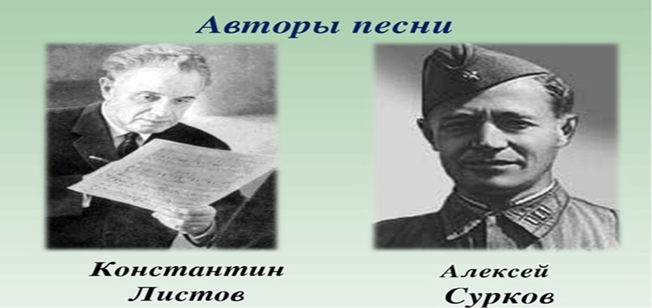 Авторы песни
Константин
Листов
Алексей
Сурков